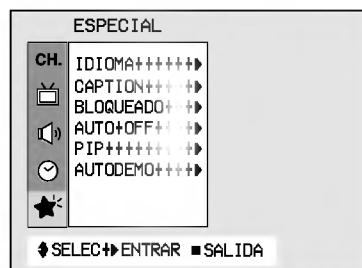 ESPECIAL
CH.
IDIOMA++++++▶
CAPTION++++▶
BLOQUEADO+++▶
AUTO+OFF++++▶
PIP+++++++++▶
AUTODEMO++++▶
♦SELEC+▶ENTRAR ■SALIDA